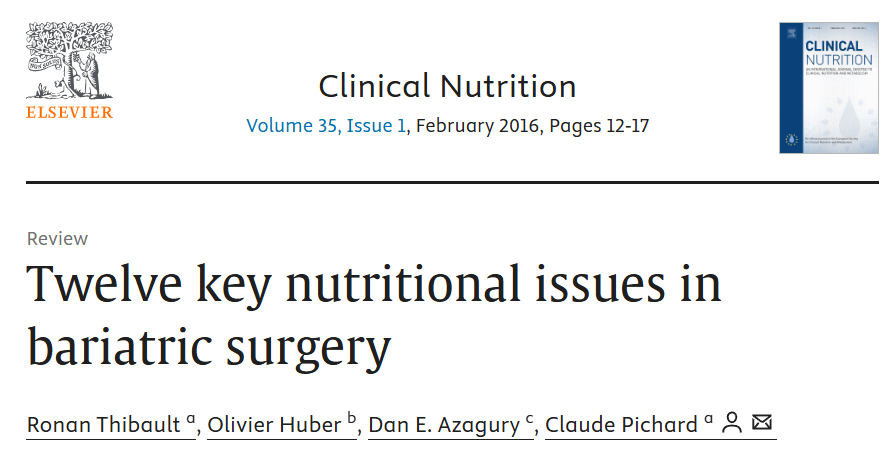 ELSEVIER
Clinical Nutrition
Volume 35, Issue 1, February 2016, Pages 12-17
CLINICAL
NUTRITION
Review
Twelve key nutritional issues in
bariatric surgery
Ronan Thibault a, Olivier Huber b, Dan E. Azagury c, Claude Pichard a